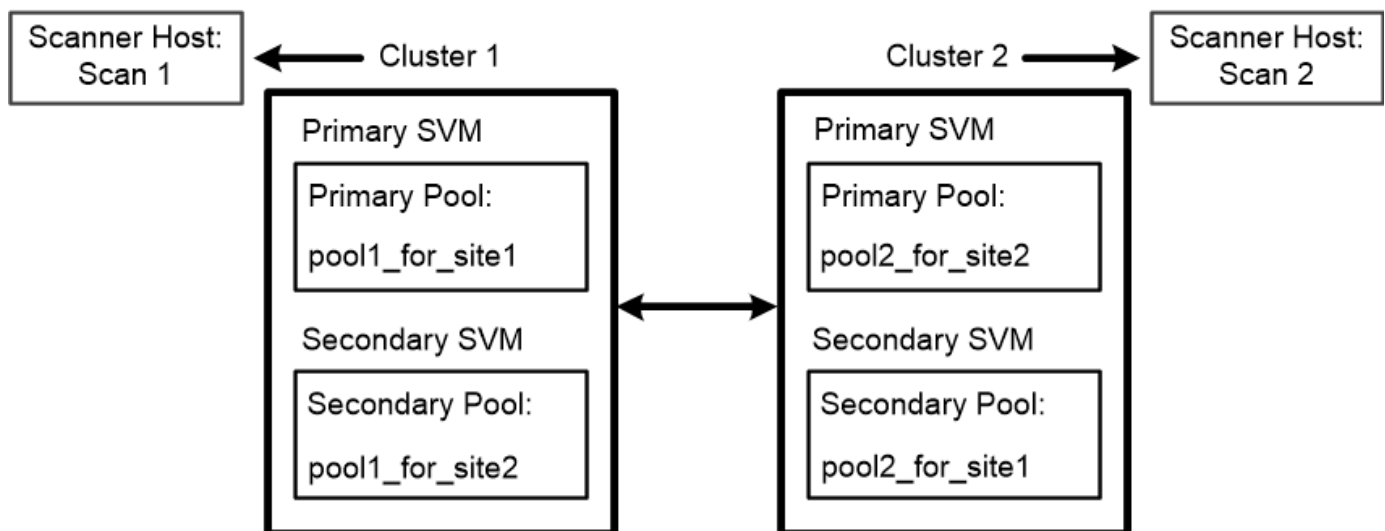 Scanner Host:
Scan 1
Cluster 1
Cluster 2
Scanner Host:
Scan 2
Primary SVM
Primary Pool:
pool1_for_site1
Secondary SVM
Secondary Pool:
pool1_for_site2
Primary SVM
Primary Pool:
pool2_for_site2
Secondary SVM
Secondary Pool:
pool2_for_site1